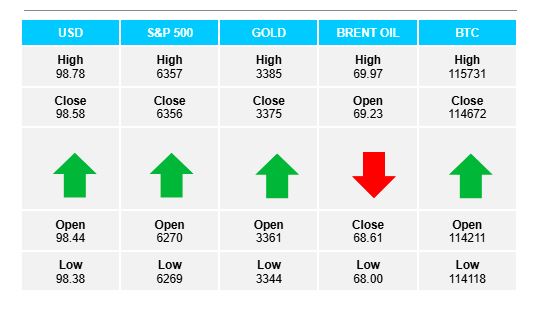 USD S&P 500 GOLD BRENT OIL BTC
High High High High High
98.78 6357 3385 69.97 115731
Close Close Close Open Close
98.58 6356 3375 69.23 114672
Open Open Open Close Open
98.44 6270 3361 68.61 114211
Low Low Low Low Low
98.38 6269 3344 68.00 114118